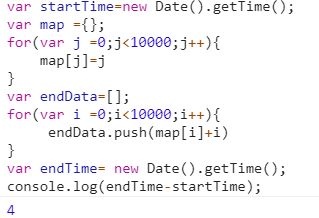 var startTime=new Date().getTime();
var map ={};
for(var j =0;j<10000;j++){
    map[j]=j
}
var endData=[];
for(var i =0;i<10000;i++){
     endData.push(map[i]+i)
}
var endTime= new Date().getTime();
console.log(endTime-startTime);
4